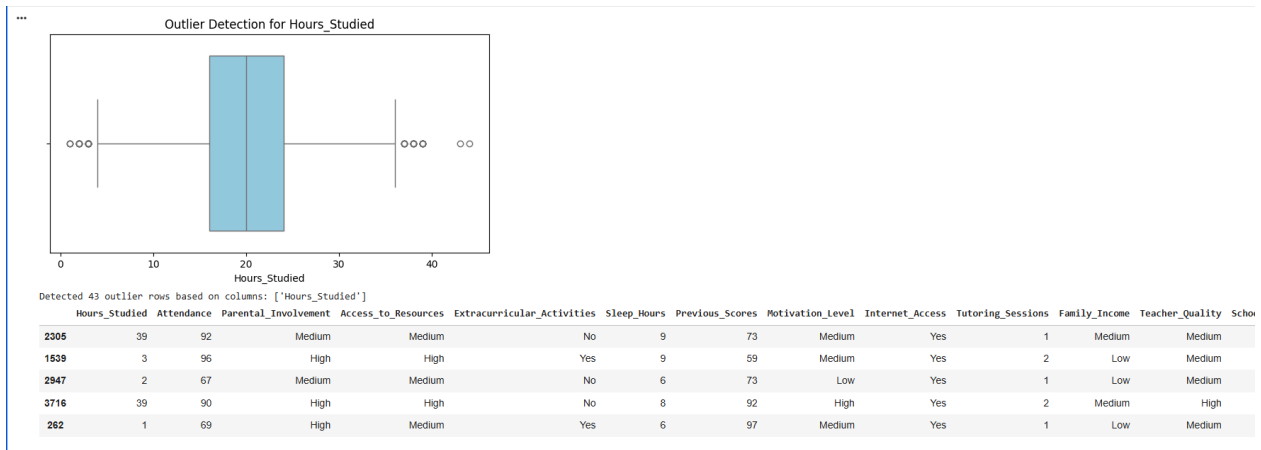 ...
Outlier Detection for Hours_Studied
0 10 20 30 40
Hours_Studied
Detected 43 outlier rows based on columns: ['Hours_Studied']
Hours_Studied Attendance Parental_Involvement Access_to_Resources Extracurricular_Activities Sleep_Hours Previous_Scores Motivation_Level Internet_Access Tutoring_Sessions Family_Income Teacher_Quality Schoo
2305 39 92 Medium Medium No 9 73 Medium Yes 1 Medium Medium
1539 3 96 High High Yes 9 59 Medium Yes 2 Low Medium
2947 2 67 Medium Medium No 6 73 Low Yes 1 Low Medium
3716 39 90 High High No 8 92 High Yes 2 Medium High
262 1 69 High Medium Yes 6 97 Medium Yes 1 Low Medium